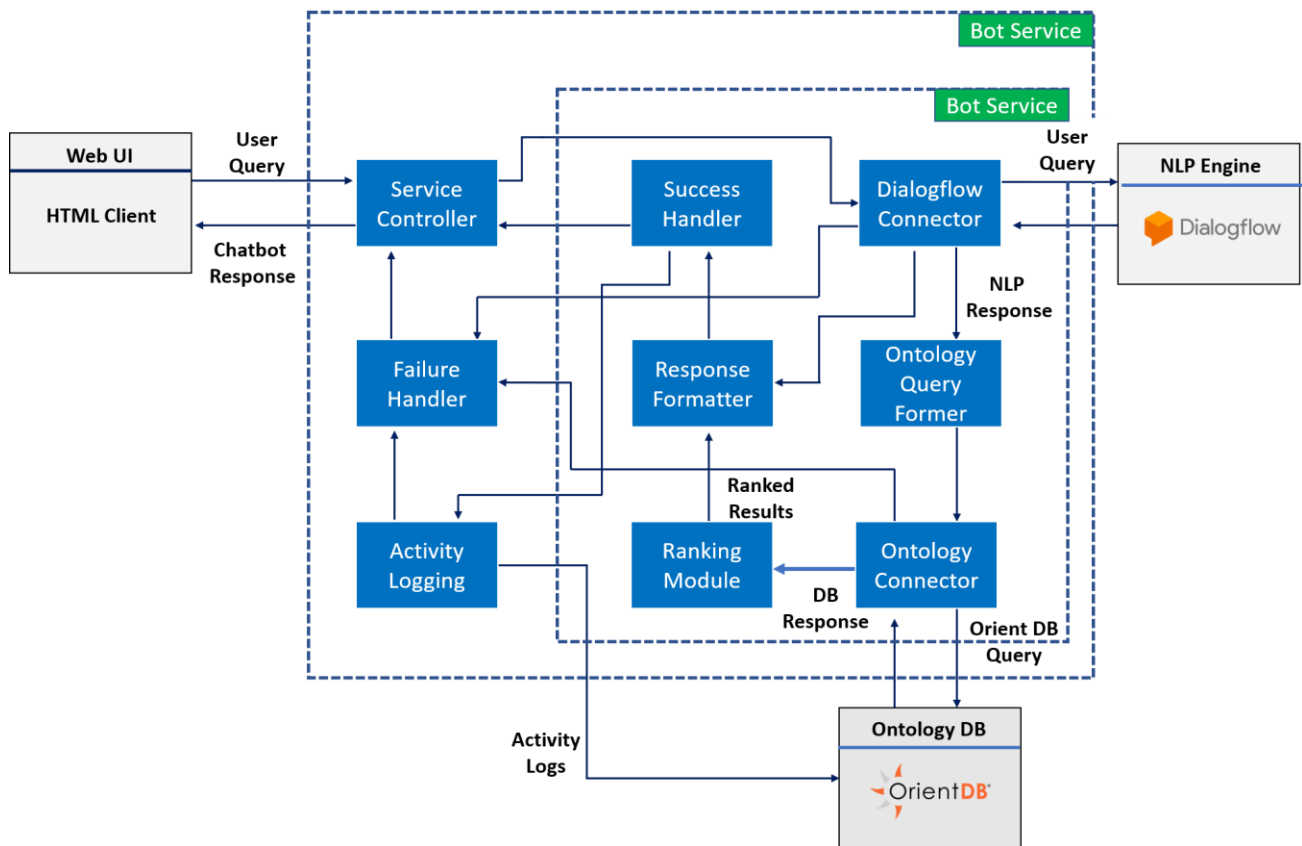 Bot Service
Bot Service
Web UI
HTML Client
User
Query
Chatbot
Response
Service
Controller
Success
Handler
Dialogflow
Connector
User
Query
NLP Engine
Dialogflow
NLP
Response
Failure
Handler
Response
Formatter
Ontology
Query
Former
Ranked
Results
Activity
Logging
Ranking
Module
Ontology
Connector
DB
Response
Orient DB
Query
Activity
Logs
Ontology DB
OrientDB